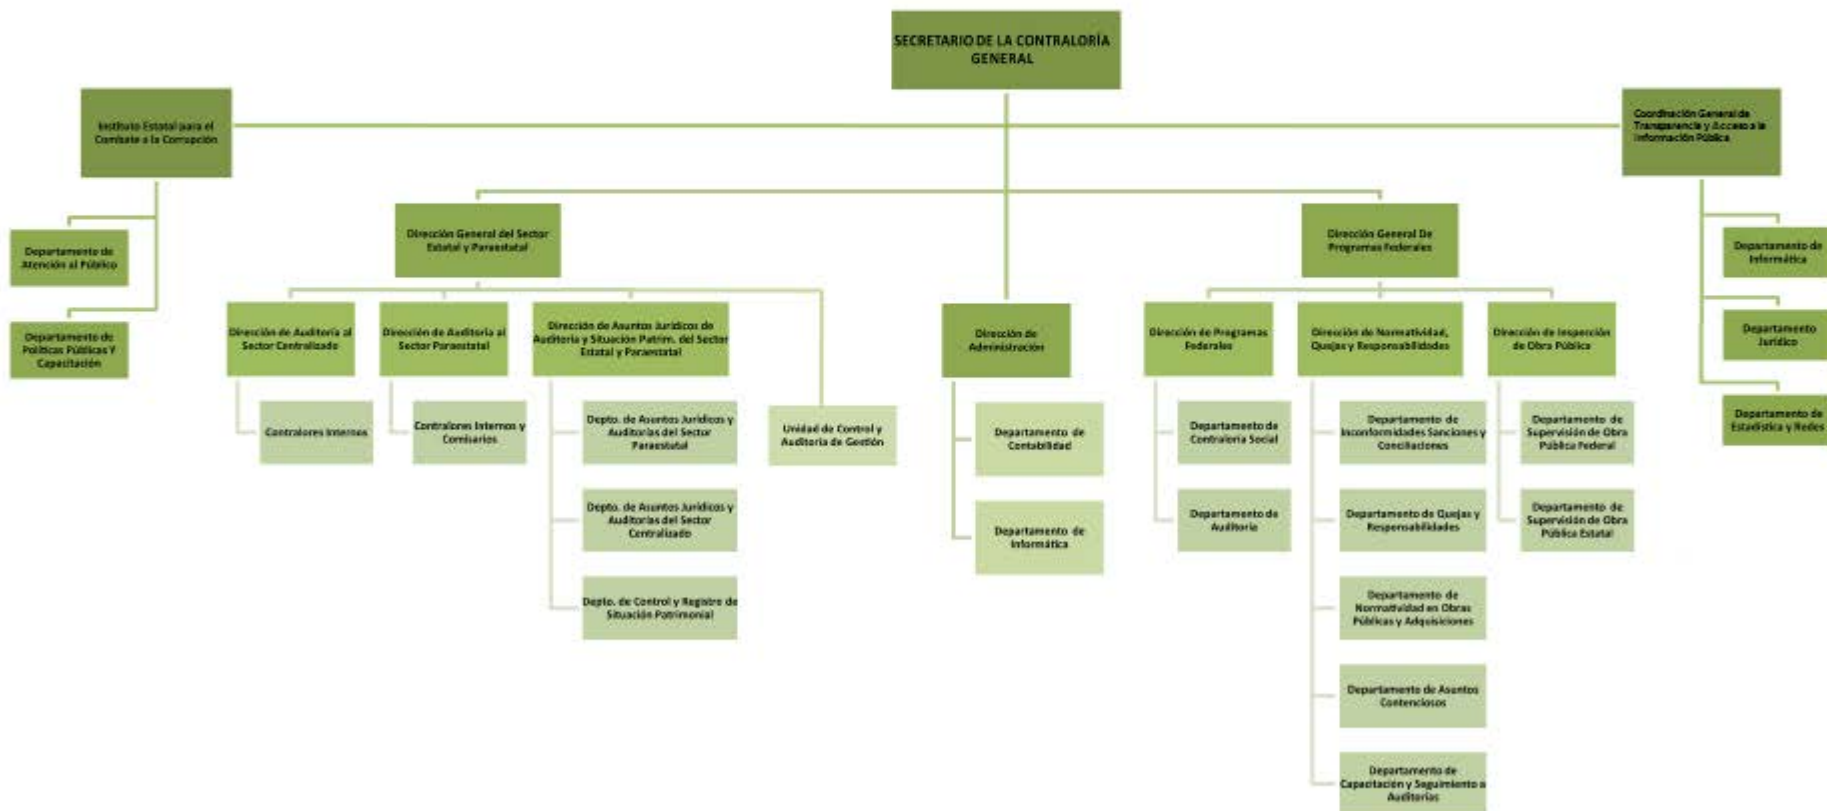 SECRETARIO DE LA CONTRALORÍA
GENERAL
Instituto Estatal para el
Combate a la Corrupción
Coordinación General de
Transparencia y Acceso a la
Información Pública
Departamento de
Atención al Público
Departamento de
Políticas Públicas Y
Capacitación
Dirección General del Sector
Estatal y Paraestatal
Dirección de Auditoría al
Sector Centralizado
Contralores Internos
Dirección de Auditoría al
Sector Paraestatal
Contralores Internos y
Comisarios
Dirección de Asuntos Jurídicos de
Auditoría y Situación Patrim. del Sector
Estatal y Paraestatal
Depto. de Asuntos Jurídicos y
Auditorías del Sector
Paraestatal
Depto. de Asuntos Jurídicos y
Auditorías del Sector
Centralizado
Depto. de Control y Registro de
Situación Patrimonial
Unidad de Control y
Auditoría de Gestión
Dirección de
Administración
Departamento de
Contabilidad
Departamento de
Informática
Dirección General De
Programas Federales
Dirección de Programas
Federales
Departamento de
Contraloría Social
Departamento de
Auditoría
Dirección de Normatividad,
Quejas y Responsabilidades
Departamento de
Inconformidades Sanciones y
Conciliaciones
Departamento de Quejas y
Responsabilidades
Departamento de
Normatividad en Obras
Públicas y Adquisiciones
Departamento de Asuntos
Contenciosos
Departamento de
Capacitación y Seguimiento a
Auditorías
Dirección de Inspección
de Obra Pública
Departamento de
Supervisión de Obra
Pública Federal
Departamento de
Supervisión de Obra
Pública Estatal
Departamento de
Informática
Departamento
Jurídico
Departamento de
Estadística y Redes